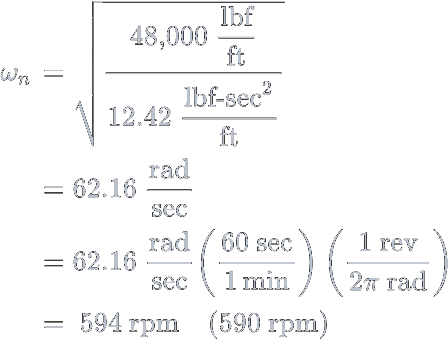 ω_n = √( (48,000 lbf/ft) / (12.42 lbf-sec²/ft) )
= 62.16 rad/sec
= 62.16 rad/sec (60 sec/1 min) (1 rev/2π rad)
= 594 rpm (590 rpm)